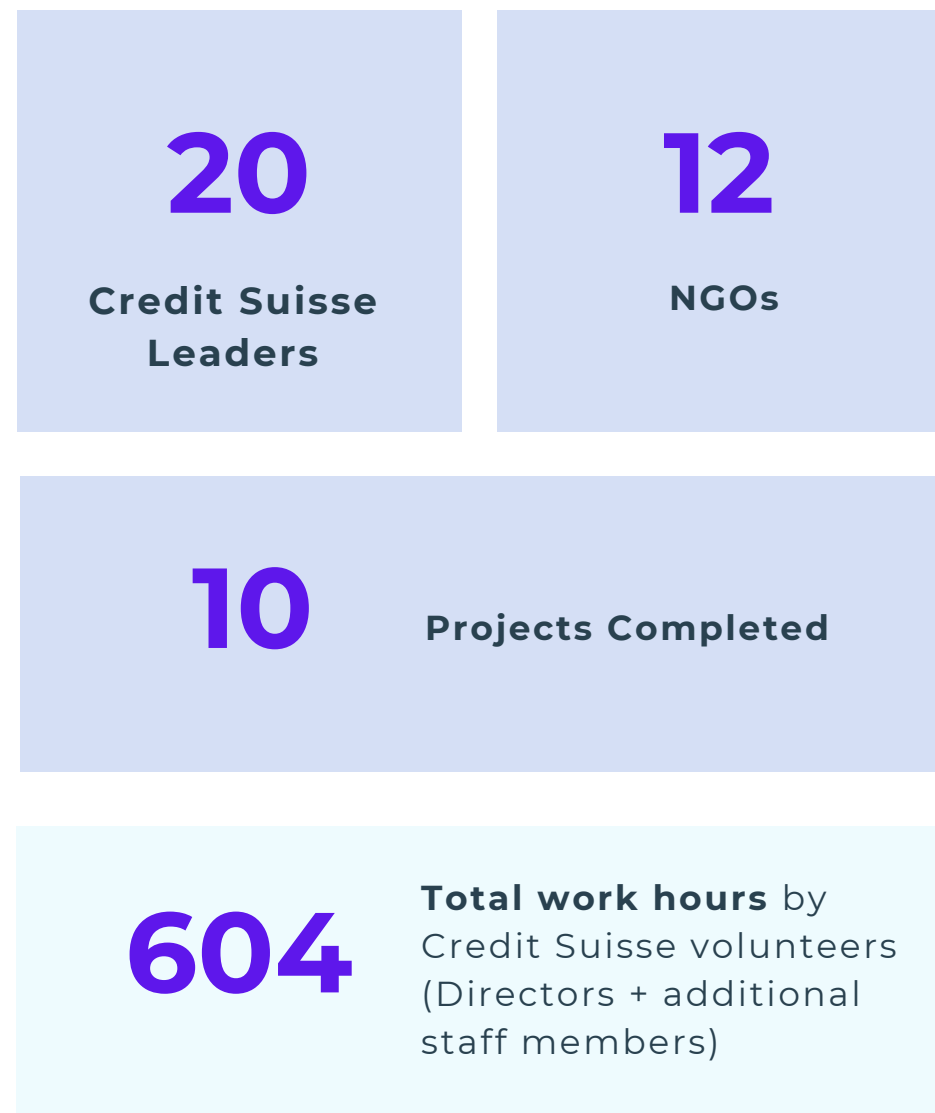 20
Credit Suisse
Leaders
12
NGOs
10
Projects Completed
604
Total work hours by
Credit Suisse volunteers
(Directors + additional
staff members)